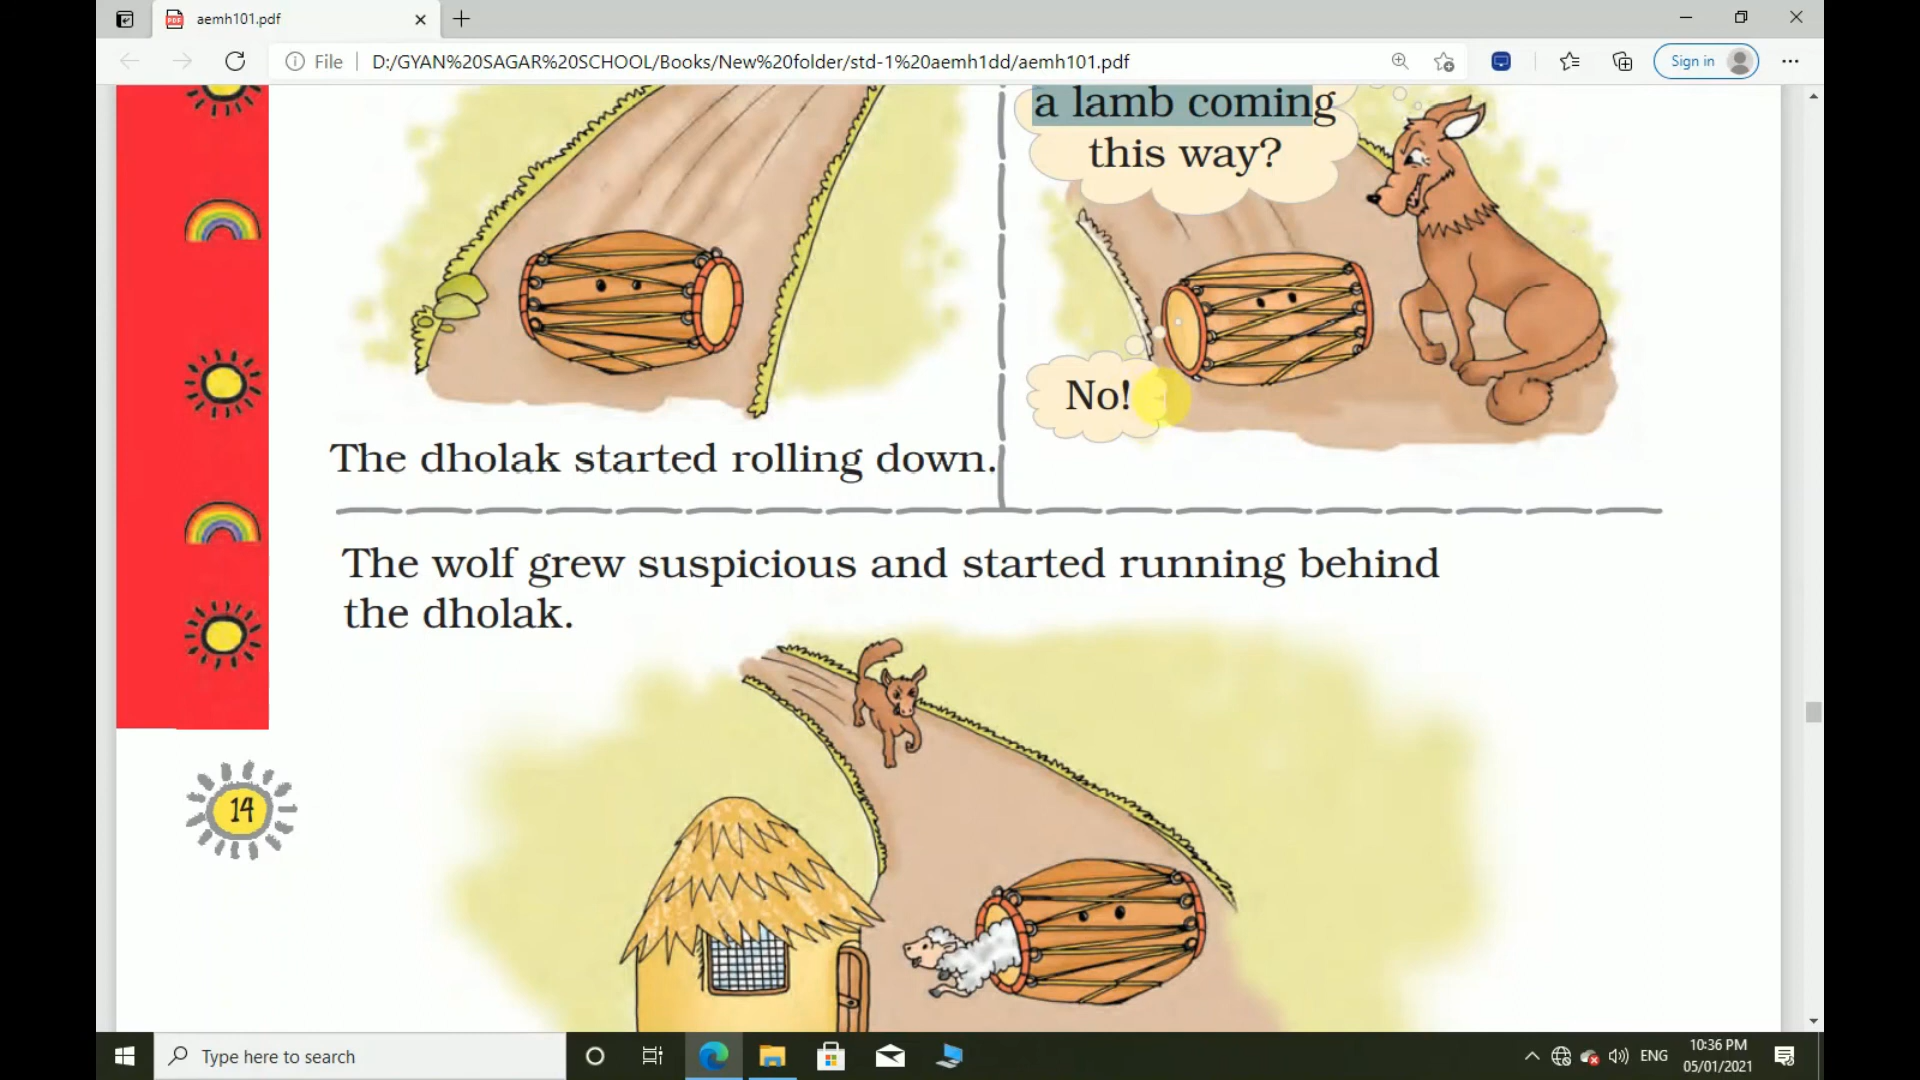 aemh101.pdf
File
D:/GYAN%20SAGAR%20SCHOOL/Books/New%20folder/std-1%20aemh1dd/aemh101.pdf
Sign in
a lamb coming
this way?
No!
The dholak started rolling down.
The wolf grew suspicious and started running behind
the dholak.
14
Type here to search
ENG
10:36 PM
05/01/2021